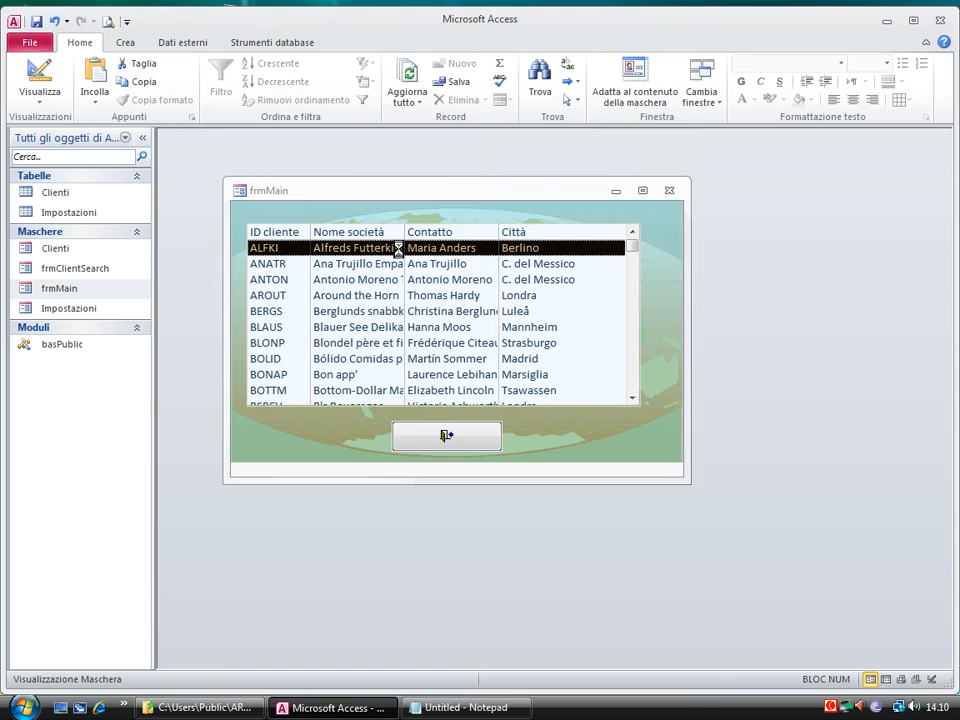 Microsoft Access
File Home Crea Dati esterni Strumenti database
Visualizza
Visualizzazioni
Incolla
Taglia
Copia
Copia formato
Appunti
Filtro
Crescente
Decrescente
Rimuovi ordinamento
Ordina e filtra
Aggiorna tutto
Nuovo
Salva
Elimina
Record
Trova
Trova
Adatta al contenuto della maschera
Cambia finestre
Finestra
G C S
Formattazione testo
Tutti gli oggetti di A...
Cerca...
Tabelle
Clienti
Impostazioni
Maschere
Clienti
frmClientSearch
frmMain
Impostazioni
Moduli
basPublic
frmMain
ID cliente Nome società Contatto Città
ALFKI Alfreds Futterki Maria Anders Berlino
ANATR Ana Trujillo Empa Ana Trujillo C. del Messico
ANTON Antonio Moreno T Antonio Moreno C. del Messico
AROUT Around the Horn Thomas Hardy Londra
BERGS Berglunds snabbk Christina Berglund Luleå
BLAUS Blauer See Delika Hanna Moos Mannheim
BLONP Blondel père et fi Frédérique Citeau Strasburgo
BOLID Bólido Comidas p Martín Sommer Madrid
BONAP Bon app' Laurence Lebihan Marsiglia
BOTTM Bottom-Dollar Ma Elizabeth Lincoln Tsawassen
Visualizzazione Maschera
BLOC NUM
C:\Users\Public\AR... Microsoft Access - ... Untitled - Notepad 14.10